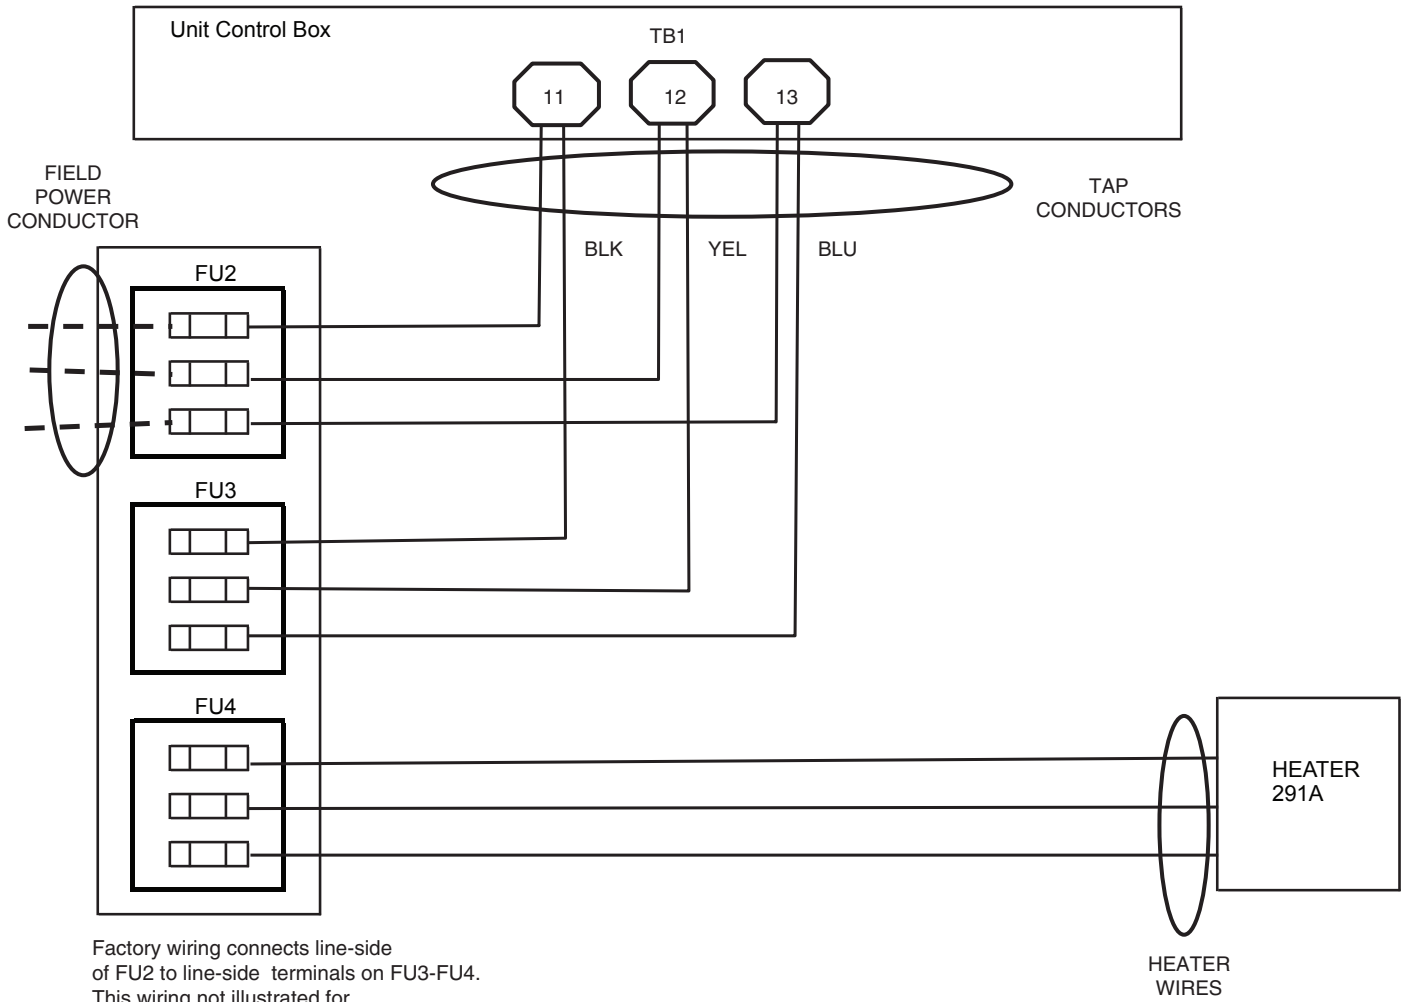 Unit Control Box
TB1
11
12
13
FIELD
POWER
CONDUCTOR
TAP
CONDUCTORS
BLK
YEL
BLU
FU2
FU3
FU4
HEATER
291A
HEATER
WIRES
Factory wiring connects line-side
of FU2 to line-side terminals on FU3-FU4.
This wiring not illustrated for